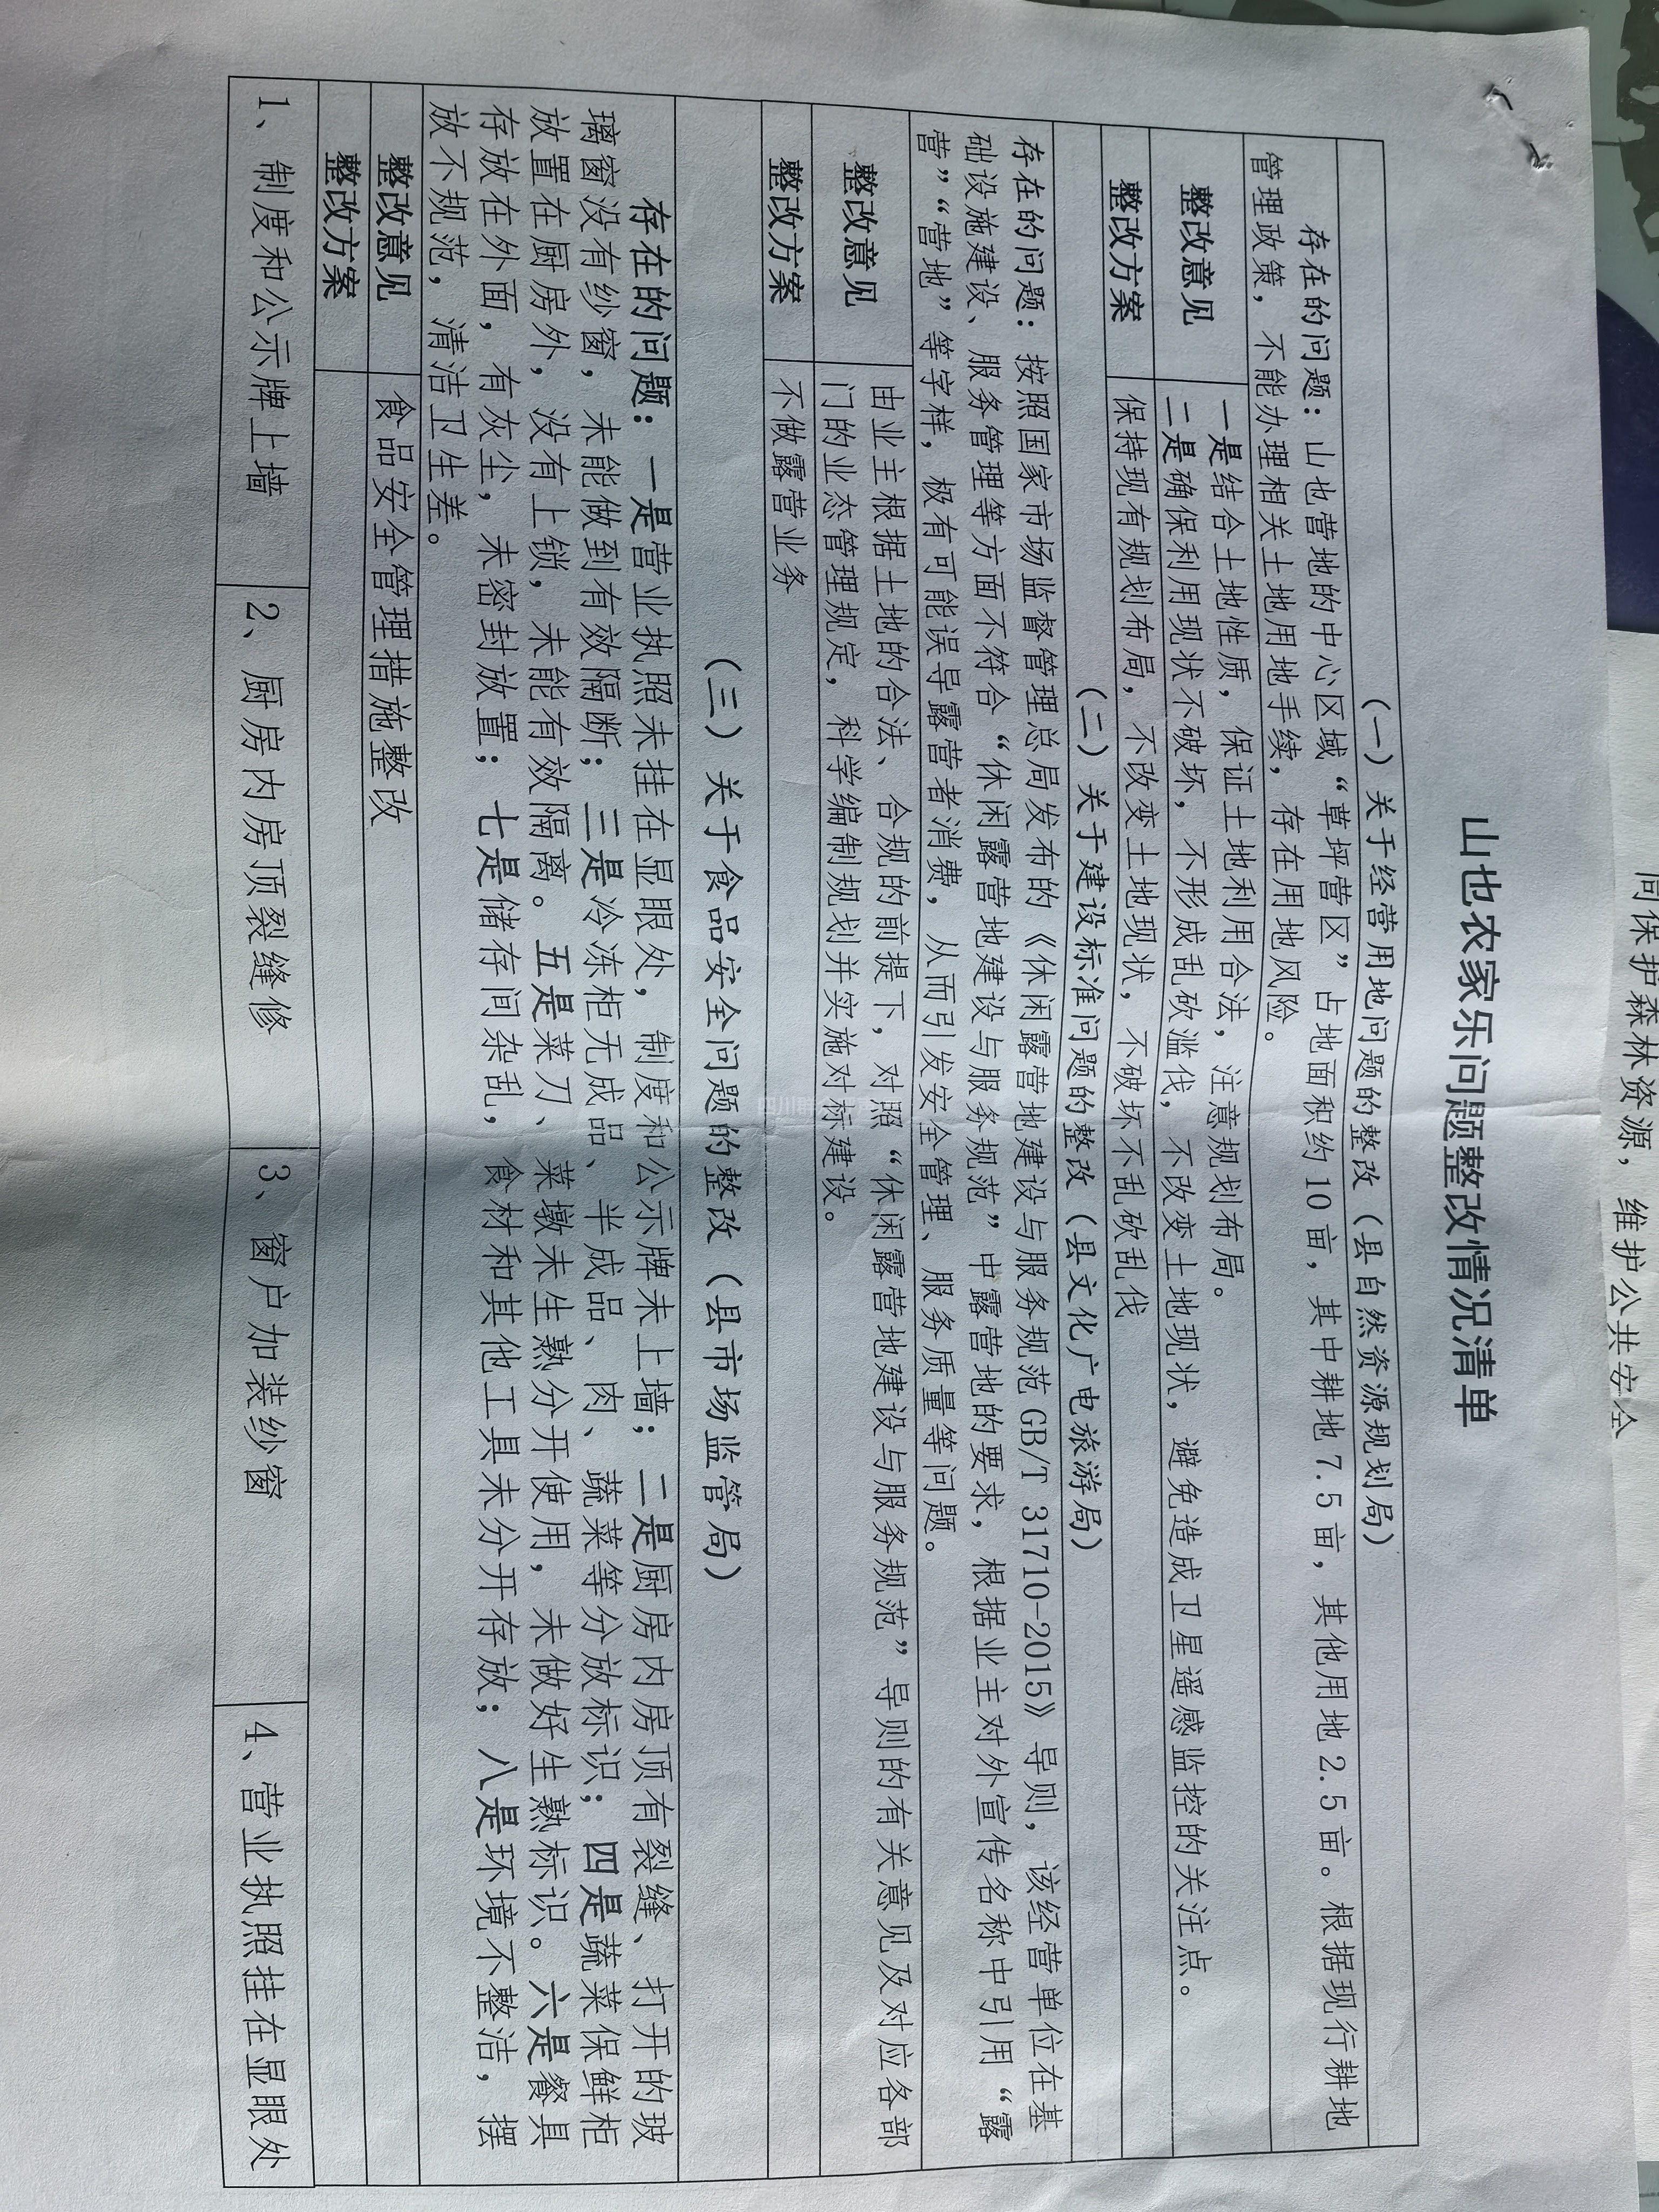 山也农家乐问题整改情况清单
（一）关于经营用地问题的整改（县自然资源规划局）
存在的问题：山也营地的中心区域“草坪营区”占地面积约10亩，其中耕地7.5亩，其他用地2.5亩。根据现行耕地
管理政策，不能办理相关土地用地手续，存在用地风险。
整改意见
一是结合土地性质，保证土地利用合法，注意规划布局。
二是确保利用现状不破坏，不形成乱砍滥伐，不改变土地现状，避免造成卫星遥感监控的关注点。
整改方案
保持现有规划布局，不改变土地现状，不破坏不乱砍乱伐
（二）关于建设标准问题的整改（县文化广电旅游局）
存在的问题：按照国家市场监督管理总局发布的《休闲露营地建设与服务规范GB/T 31710-2015》导则，该经营单位在基
础设施建设、服务管理等方面不符合“休闲露营地建设与服务规范”中露营地的要求，根据业主对外宣传名称中引用“露
营”“营地”等字样，极有可能误导露营者消费，从而引发安全管理、服务质量等问题。
整改意见
由业主根据土地的合法、合规的前提下，对照“休闲露营地建设与服务规范”导则的有关意见及对应各部
门的业态管理规定，科学编制规划并实施对标建设。
整改方案
不做露营业务
（三）关于食品安全问题的整改（县市场监管局）
存在的问题：一是营业执照未挂在显眼处，制度和公示牌未上墙；二是厨房内房顶有裂缝、打开的玻
璃窗没有纱窗，未能做到有效隔断；三是冷冻柜无成品、半成品、肉、蔬菜等分放标识；四是蔬菜保鲜柜
放置在厨房外，没有上锁，未能有效隔离。五是菜刀、菜墩未生熟分开使用，未做好生熟标识。六是餐具
存放在外面，有灰尘，未密封放置；七是储存间杂乱，食材和其他工具未分开存放；八是环境不整洁，摆
放不规范，清洁卫生差。
整改意见
食品安全管理措施整改
整改方案
1、制度和公示牌上墙
2、厨房内房顶裂缝修
3、窗户加装纱窗
4、营业执照挂在显眼处
同保护森林资源，维护公共安全